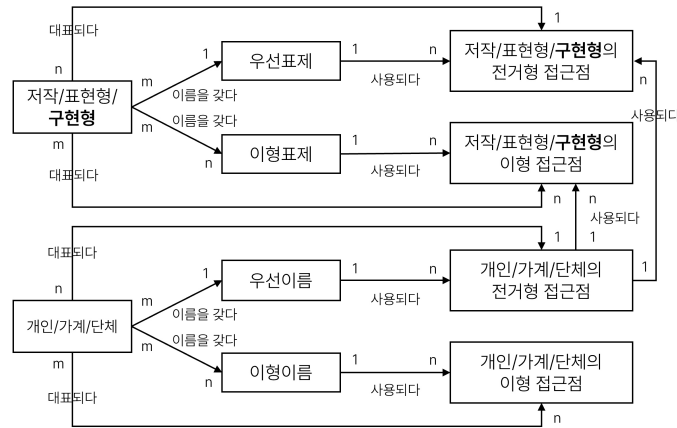 대표되다
1
n
저작/표현형/
구현형
m
1
이름을 갖다
이름을 갖다
m
n
우선표제
1
n
사용되다
저작/표현형/구현형의
전거형 접근점
n
사용되다
이형표제
1
n
사용되다
저작/표현형/구현형의
이형 접근점
m
대표되다
n
n
사용되다
1
1
대표되다
n
개인/가계/단체
m
1
이름을 갖다
이름을 갖다
m
n
우선이름
1
n
사용되다
개인/가계/단체의
전거형 접근점
1
이형이름
1
n
사용되다
개인/가계/단체의
이형 접근점
m
대표되다
n